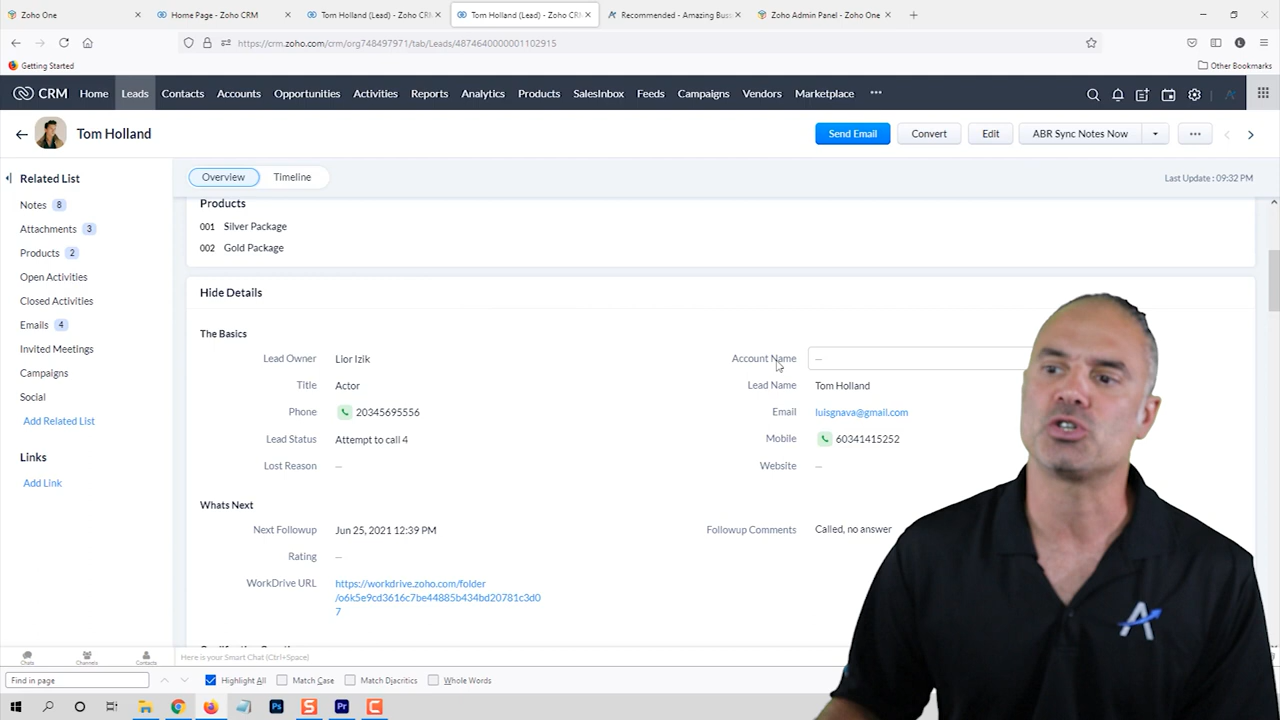 Zoho One
Home Page - Zoho CRM
Tom Holland (Lead) - Zoho CR
Tom Holland (Lead) - Zoho CR
Recommended - Amazing Bus
Zoho Admin Panel - Zoho One
https://crm.zoho.com/crm/org748497971/tab/Leads/4874640000001102915
Getting Started
Other Bookmarks
CRM
Home
Leads
Contacts
Accounts
Opportunities
Activities
Reports
Analytics
Products
SalesInbox
Feeds
Campaigns
Vendors
Marketplace
Tom Holland
Send Email
Convert
Edit
ABR Sync Notes Now
Related List
Notes 8
Attachments 3
Products 2
Open Activities
Closed Activities
Emails 4
Invited Meetings
Campaigns
Social
Add Related List
Links
Add Link
Overview
Timeline
Last Update : 09:32 PM
Products
001 Silver Package
002 Gold Package
Hide Details
The Basics
Lead Owner Lior Izik
Account Name —
Title Actor
Lead Name Tom Holland
Phone 20345695556
Email luisgnava@gmail.com
Lead Status Attempt to call 4
Mobile 60341415252
Lost Reason —
Website —
Whats Next
Next Followup Jun 25, 2021 12:39 PM
Followup Comments Called, no answer
Rating —
WorkDrive URL https://workdrive.zoho.com/folder
/o6k5e9cd3616c7be44885b434bd20781c3d0
7
Chats
Channels
Contacts
Here is your Smart Chat (Ctrl+Space)
Find in page
Highlight All
Match Case
Match Diacritics
Whole Words